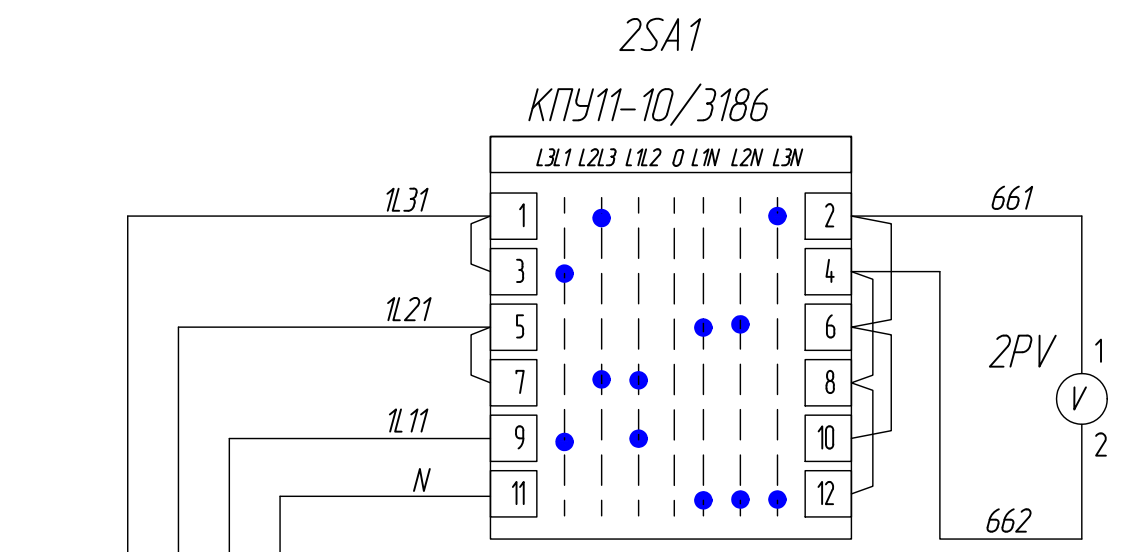 2SA1
КПУ11-10/3186
L3L1 L2L3 L1L2 0 L1N L2N L3N
1L31 1 2 661
3 4
1L21 5 6
2PV 1
7 8
V
1L11 9 10 2
N 11 12
662